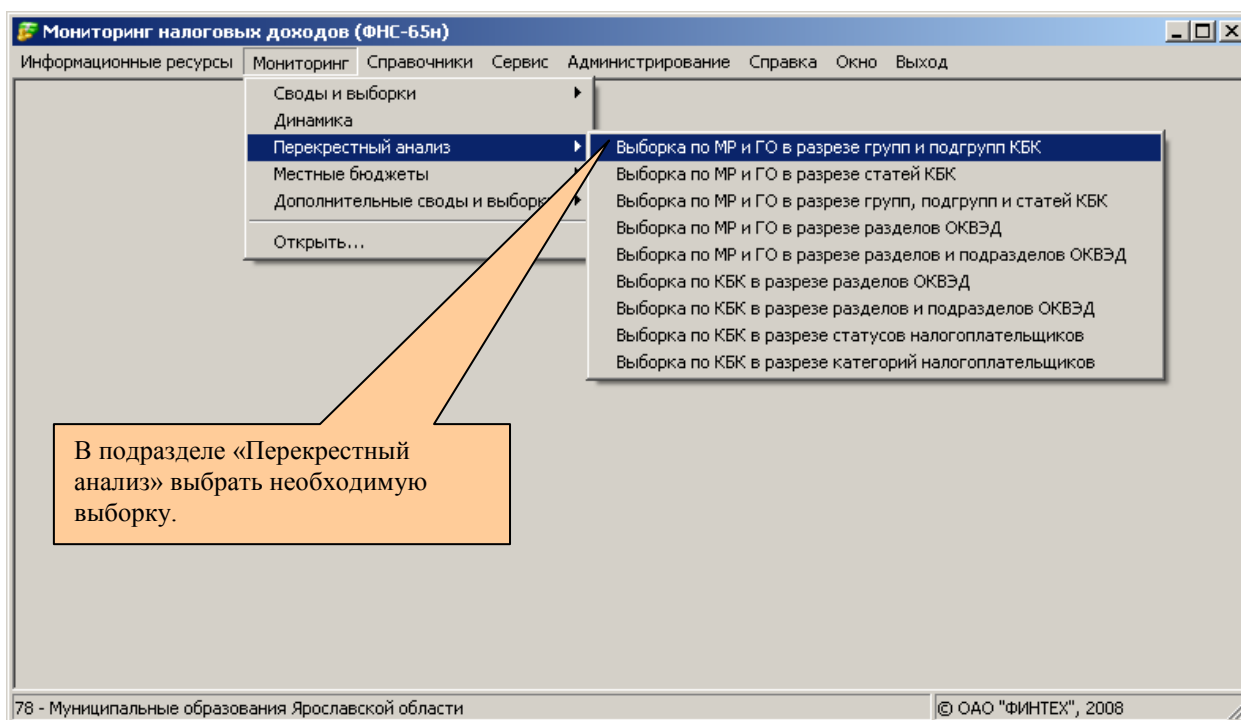 Мониторинг налоговых доходов (ФНС-65н)
Информационные ресурсы Мониторинг Справочники Сервис Администрирование Справка Окно Выход
Своды и выборки
Динамика
Перекрестный анализ
Местные бюджеты
Дополнительные своды и выборк
Открыть...
Выборка по МР и ГО в разрезе групп и подгрупп КБК
Выборка по МР и ГО в разрезе статей КБК
Выборка по МР и ГО в разрезе групп, подгрупп и статей КБК
Выборка по МР и ГО в разрезе разделов ОКВЭД
Выборка по МР и ГО в разрезе разделов и подразделов ОКВЭД
Выборка по КБК в разрезе разделов ОКВЭД
Выборка по КБК в разрезе разделов и подразделов ОКВЭД
Выборка по КБК в разрезе статусов налогоплательщиков
Выборка по КБК в разрезе категорий налогоплательщиков
В подразделе «Перекрестный
анализ» выбрать необходимую
выборку.
78 - Муниципальные образования Ярославской области
© ОАО "ФИНТЕХ", 2008